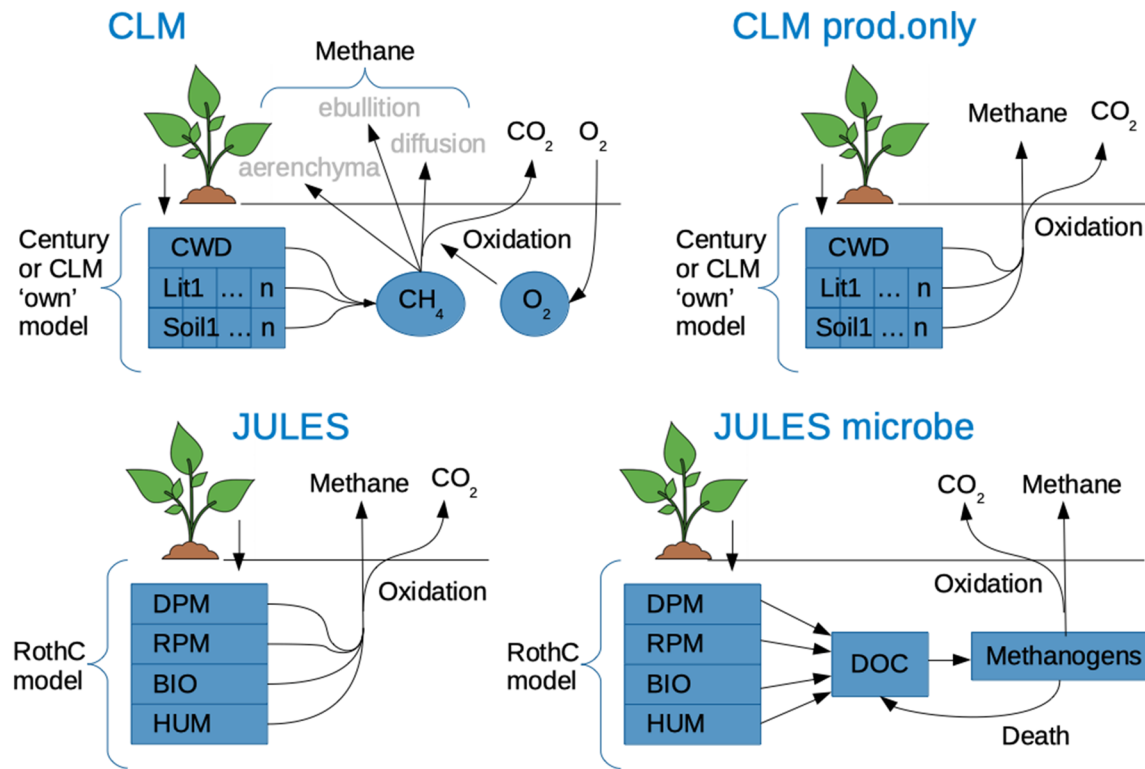 CLM
Methane
ebullition
diffusion
aerenchyma
CO2
O2
Century
or CLM
‘own’
model
CWD
Lit1 ... n
Soil1 ... n
CH4
Oxidation
O2
CLM prod.only
Methane
CO2
Century
or CLM
‘own’
model
CWD
Lit1 ... n
Soil1 ... n
Oxidation
JULES
Methane
CO2
Oxidation
RothC
model
DPM
RPM
BIO
HUM
JULES microbe
CO2
Methane
Oxidation
RothC
model
DPM
RPM
BIO
HUM
DOC
Methanogens
Death